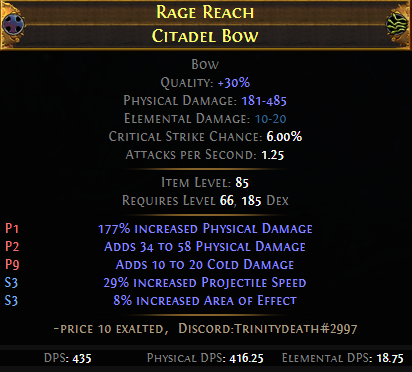 Rage Reach
Citadel Bow
Bow
Quality: +30%
Physical Damage: 181-485
Elemental Damage: 10-20
Critical Strike Chance: 6.00%
Attacks per Second: 1.25
Item Level: 85
Requires Level 66, 185 Dex
P1 177% increased Physical Damage
P2 Adds 34 to 58 Physical Damage
P9 Adds 10 to 20 Cold Damage
S3 29% increased Projectile Speed
S3 8% increased Area of Effect
~price 10 exalted, Discord:Trinitydeath#2997
DPS: 435 Physical DPS: 416.25 Elemental DPS: 18.75